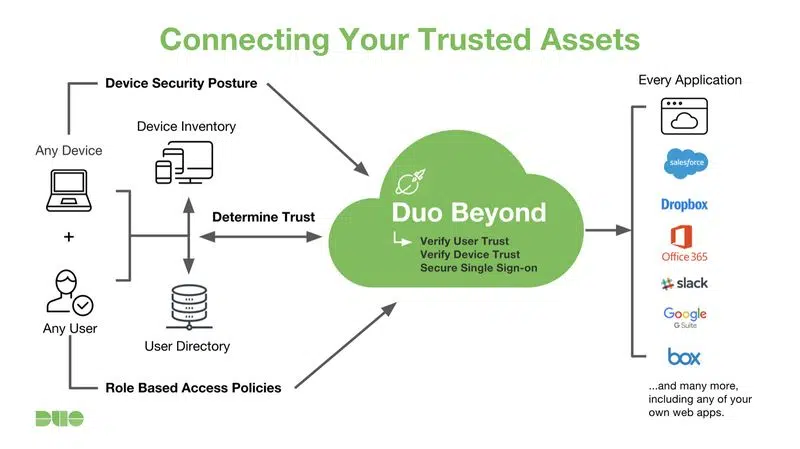 Connecting Your Trusted Assets
Device Security Posture
Any Device
+
Any User
Device Inventory
Determine Trust
User Directory
Role Based Access Policies
Duo Beyond
Verify User Trust
Verify Device Trust
Secure Single Sign-on
Every Application
salesforce
Dropbox
Office 365
slack
Google
G Suite
box
...and many more,
including any of your
own web apps.
DUO